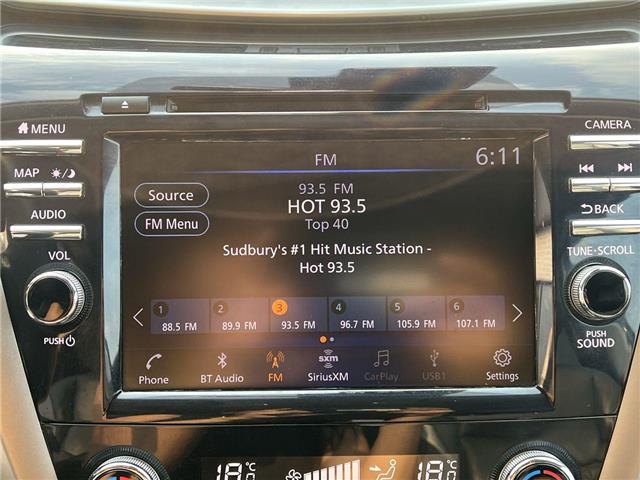 MENU
CAMERA
MAP
AUDIO
BACK
VOL
PUSH
TUNE·SCROLL
PUSH
SOUND
FM
6:11
Source
FM Menu
93.5 FM
HOT 93.5
Top 40
Sudbury's #1 Hit Music Station -
Hot 93.5
1 2 3 4 5 6
88.5 FM 89.9 FM 93.5 FM 96.7 FM 105.9 FM 107.1 FM
sxm
Phone BT Audio FM SiriusXM CarPlay USB1 Settings
18°C 18°C